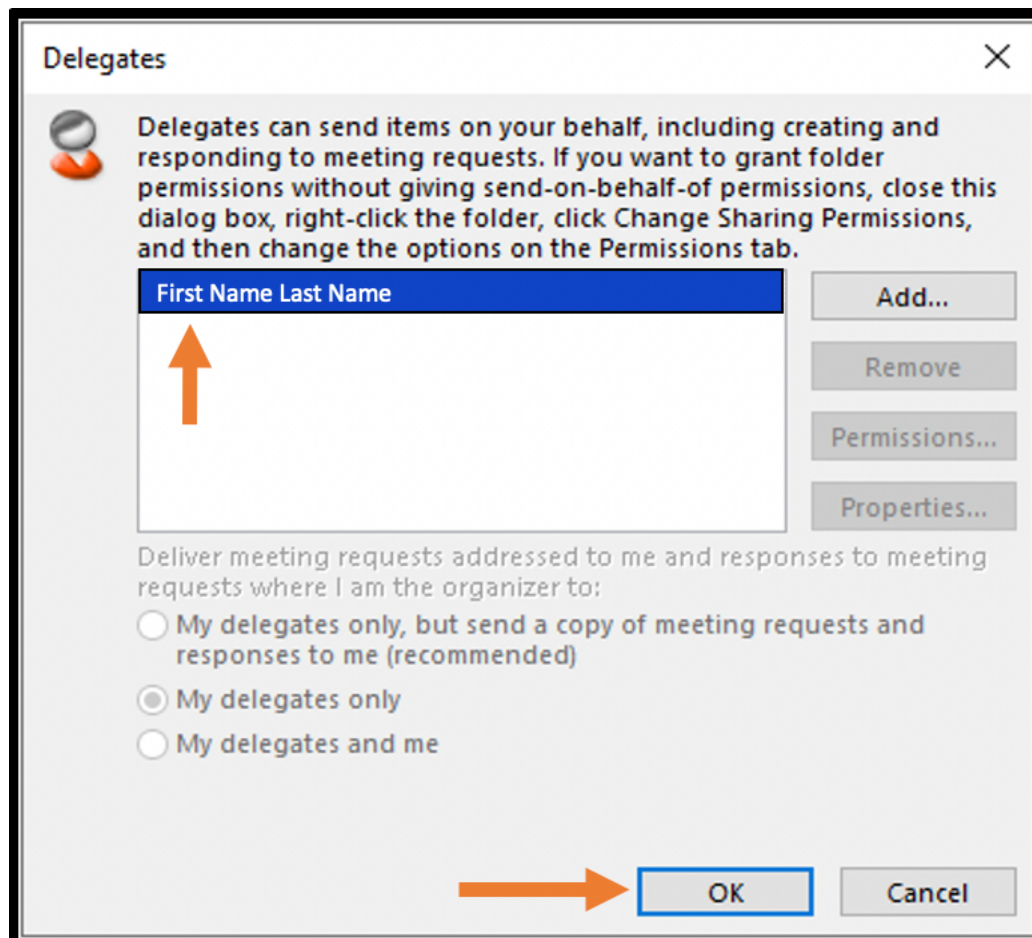 Delegates
Delegates can send items on your behalf, including creating and
responding to meeting requests. If you want to grant folder
permissions without giving send-on-behalf-of permissions, close this
dialog box, right-click the folder, click Change Sharing Permissions,
and then change the options on the Permissions tab.
First Name Last Name
Add...
Remove
Permissions...
Properties...
Deliver meeting requests addressed to me and responses to meeting
requests where I am the organizer to:
My delegates only, but send a copy of meeting requests and
responses to me (recommended)
My delegates only
My delegates and me
OK
Cancel